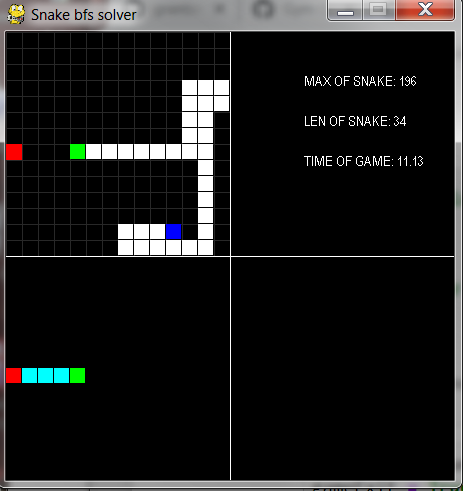 Snake bfs solver
MAX OF SNAKE: 196
LEN OF SNAKE: 34
TIME OF GAME: 11.13